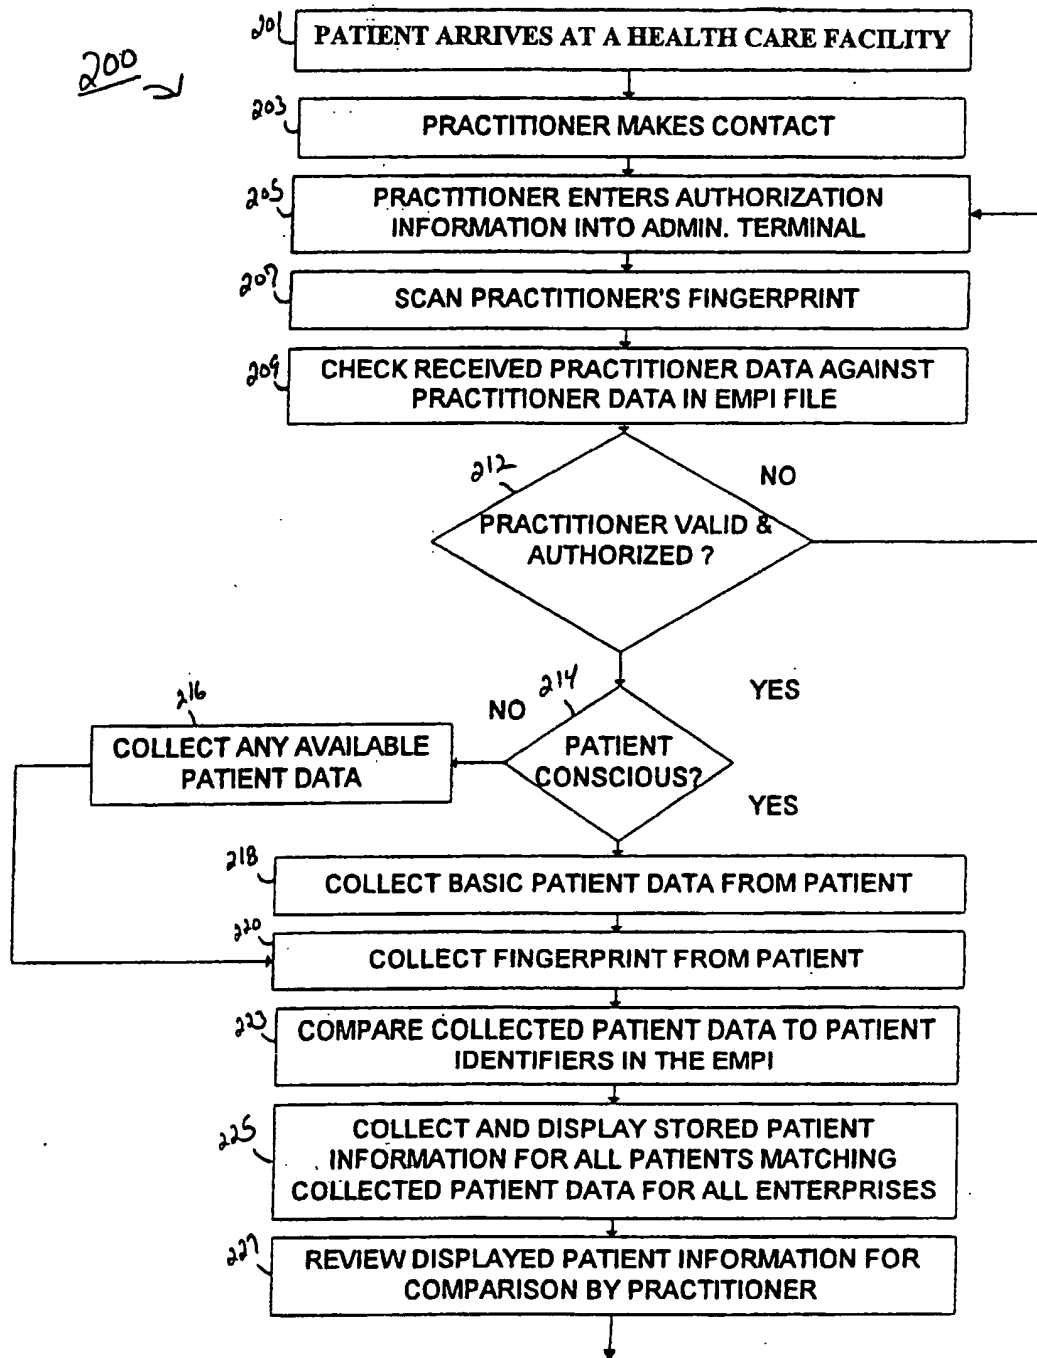 200
201
PATIENT ARRIVES AT A HEALTH CARE FACILITY
203
PRACTITIONER MAKES CONTACT
205
PRACTITIONER ENTERS AUTHORIZATION
INFORMATION INTO ADMIN. TERMINAL
207
SCAN PRACTITIONER'S FINGERPRINT
209
CHECK RECEIVED PRACTITIONER DATA AGAINST
PRACTITIONER DATA IN EMPI FILE
212
NO
PRACTITIONER VALID &
AUTHORIZED ?
214
YES
NO
216
COLLECT ANY AVAILABLE
PATIENT DATA
PATIENT
CONSCIOUS?
YES
218
COLLECT BASIC PATIENT DATA FROM PATIENT
220
COLLECT FINGERPRINT FROM PATIENT
223
COMPARE COLLECTED PATIENT DATA TO PATIENT
IDENTIFIERS IN THE EMPI
225
COLLECT AND DISPLAY STORED PATIENT
INFORMATION FOR ALL PATIENTS MATCHING
COLLECTED PATIENT DATA FOR ALL ENTERPRISES
227
REVIEW DISPLAYED PATIENT INFORMATION FOR
COMPARISON BY PRACTITIONER